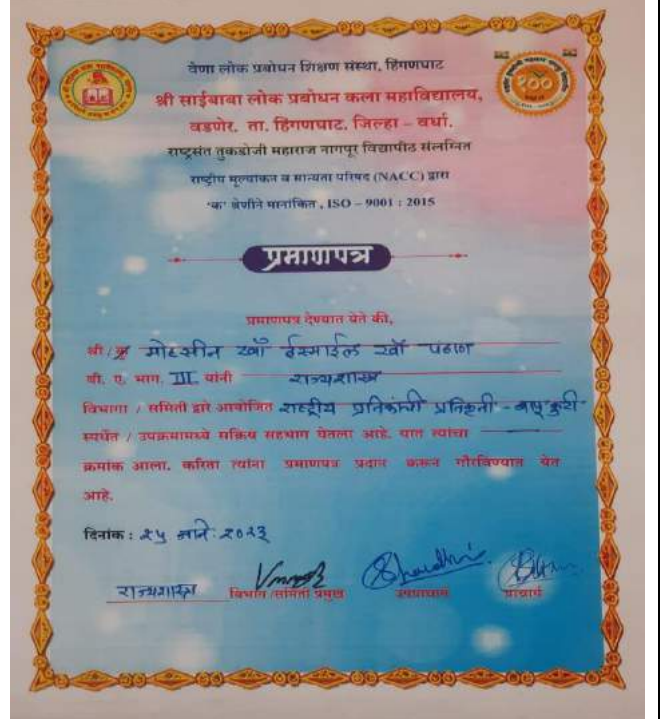 वेणा लोक प्रबोधन शिक्षण संस्था, हिंगणघाट
श्री साईबाबा लोक प्रबोधन कला महाविद्यालय,
वडणेर. ता. हिंगणघाट. जिल्हा – वर्धा.
राष्ट्रसंत तुकडोजी महाराज नागपूर विद्यापीठ संलग्नित
राष्ट्रीय मूल्यांकन व मान्यता परिषद (NACC) द्वारा
'क' श्रेणीने मानांकित , ISO – 9001 : 2015
१००
प्रमाणपत्र
प्रमाणपत्र देण्यात येते की,
श्री / कु मोहसीन खाँ ईस्माईल खाँ पठाण
बी. ए. भाग. III यांनी राज्यशास्त्र
विभागा / समिती द्वारे आयोजित राष्ट्रीय प्रतिकांची प्रतिकृती - बापू कुटी
स्पर्धेत / उपक्रमामध्ये सक्रिय सहभाग घेतला आहे. यात त्यांचा
क्रमांक आला. करिता त्यांना प्रमाणपत्र प्रदान करून गौरविण्यात येत
आहे.
दिनांक : २५ जाने. २०२३
राज्यशास्त्र विभाग /समिती प्रमुख उपप्राचार्य प्राचार्य